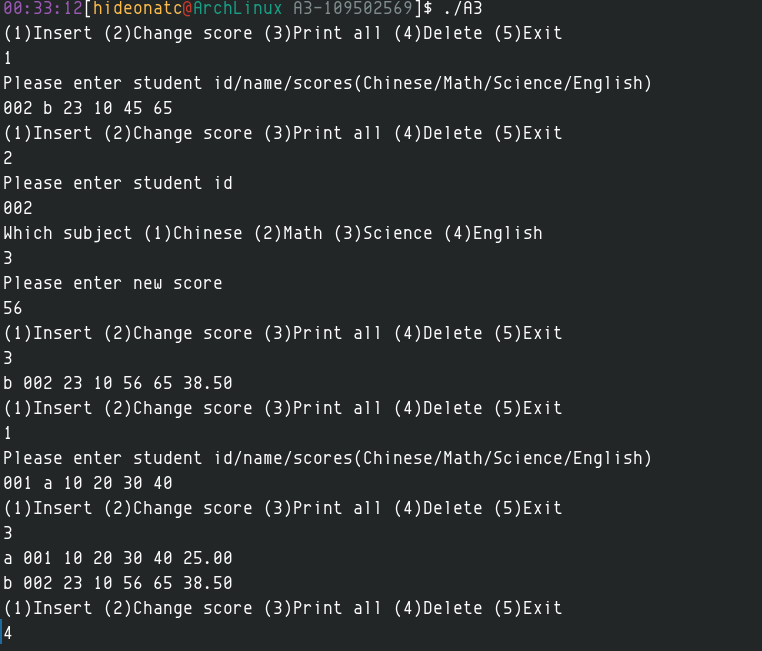 00:33:12[hideonatc@ArchLinux A3-109502569]$ ./A3
(1)Insert (2)Change score (3)Print all (4)Delete (5)Exit
1
Please enter student id/name/scores(Chinese/Math/Science/English)
002 b 23 10 45 65
(1)Insert (2)Change score (3)Print all (4)Delete (5)Exit
2
Please enter student id
002
Which subject (1)Chinese (2)Math (3)Science (4)English
3
Please enter new score
56
(1)Insert (2)Change score (3)Print all (4)Delete (5)Exit
3
b 002 23 10 56 65 38.50
(1)Insert (2)Change score (3)Print all (4)Delete (5)Exit
1
Please enter student id/name/scores(Chinese/Math/Science/English)
001 a 10 20 30 40
(1)Insert (2)Change score (3)Print all (4)Delete (5)Exit
3
a 001 10 20 30 40 25.00
b 002 23 10 56 65 38.50
(1)Insert (2)Change score (3)Print all (4)Delete (5)Exit
4